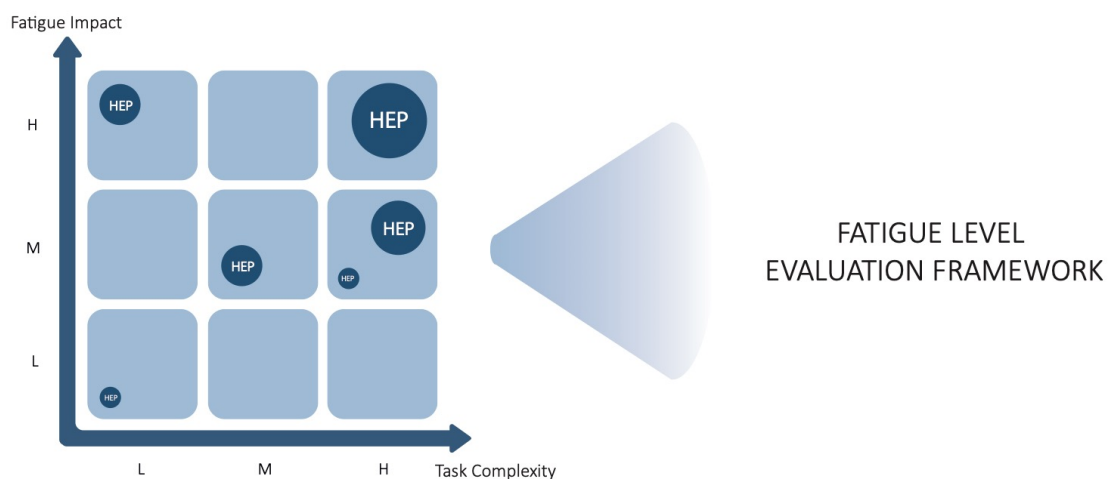 Fatigue Impact
H
HEP
HEP
M
HEP
HEP
HEP
L
HEP
L
M
H
Task Complexity
FATIGUE LEVEL
EVALUATION FRAMEWORK